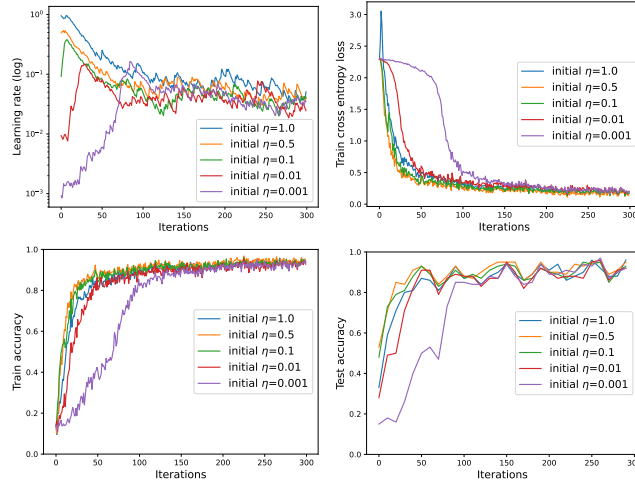 Learning rate (log)
10⁰
10⁻¹
10⁻²
10⁻³
initial η=1.0
initial η=0.5
initial η=0.1
initial η=0.01
initial η=0.001
0 50 100 150 200 250 300
Iterations
Train cross entropy loss
3.0
2.5
2.0
1.5
1.0
0.5
0.0
initial η=1.0
initial η=0.5
initial η=0.1
initial η=0.01
initial η=0.001
0 50 100 150 200 250 300
Iterations
Train accuracy
1.0
0.8
0.6
0.4
0.2
0.0
initial η=1.0
initial η=0.5
initial η=0.1
initial η=0.01
initial η=0.001
0 50 100 150 200 250 300
Iterations
Test accuracy
1.0
0.8
0.6
0.4
0.2
0.0
initial η=1.0
initial η=0.5
initial η=0.1
initial η=0.01
initial η=0.001
0 50 100 150 200 250 300
Iterations